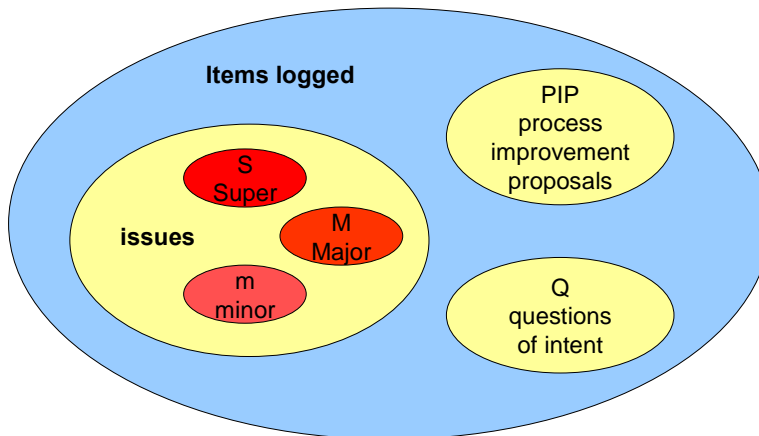 Items logged
PIP
process
improvement
proposals
S
Super
issues
M
Major
m
minor
Q
questions
of intent